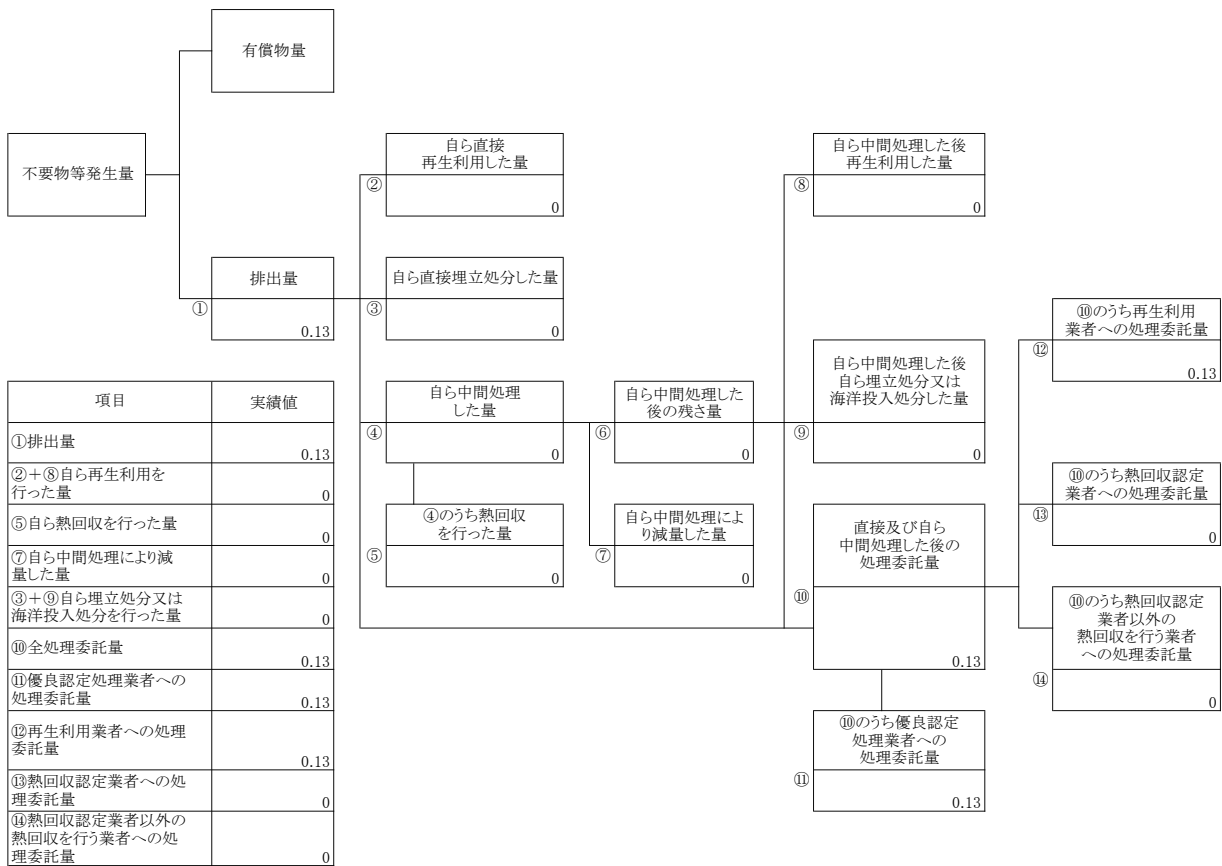 有償物量
不要物等発生量
排出量
①
0.13
自ら直接
再生利用した量
②
0
自ら直接埋立処分した量
③
0
自ら中間処理
した量
④
0
④のうち熱回収
を行った量
⑤
0
自ら中間処理した
後の残さ量
⑥
0
自ら中間処理によ
り減量した量
⑦
0
自ら中間処理した後
再生利用した量
⑧
0
自ら中間処理した後
自ら埋立処分又は
海洋投入処分した量
⑨
0
直接及び自ら
中間処理した後の
処理委託量
⑩
0.13
⑩のうち優良認定
処理業者への
処理委託量
⑪
0.13
⑩のうち再生利用
業者への処理委託量
⑫
0.13
⑩のうち熱回収認定
業者への処理委託量
⑬
0
⑩のうち熱回収認定
業者以外の
熱回収を行う業者
への処理委託量
⑭
0
項目 実績値
①排出量 0.13
②+⑧自ら再生利用を
行った量 0
⑤自ら熱回収を行った量 0
⑦自ら中間処理により減
量した量 0
③+⑨自ら埋立処分又は
海洋投入処分を行った量 0
⑩全処理委託量 0.13
⑪優良認定処理業者への
処理委託量 0.13
⑫再生利用業者への処理
委託量 0.13
⑬熱回収認定業者への処
理委託量 0
⑭熱回収認定業者以外の
熱回収を行う業者への処
理委託量 0